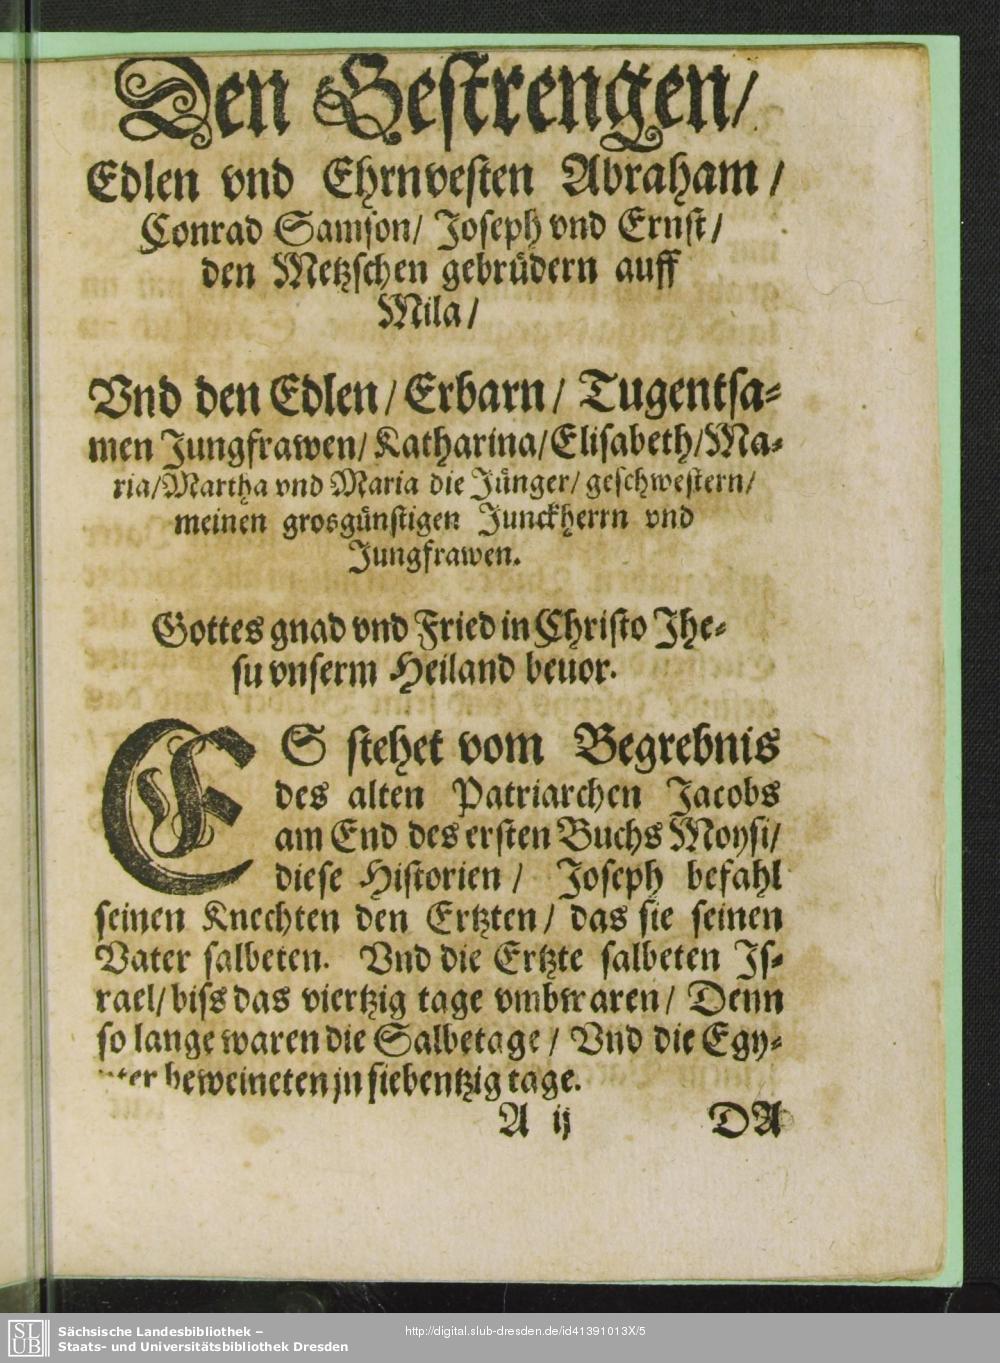 Den Gestrengen/
Edlen vnd Ehrnvesten Abraham/
Conrad Samson/ Joseph vnd Ernst/
den Metzschen gebrüdern auff
Mila/
Vnd den Edlen/ Erbarn/ Tugentsa-
men Jungfrawen/ Katharina/ Elisabeth/ Ma-
ria/ Martha vnd Maria die Jünger/ geschwestern/
meinen grosgünstigen Junckherrn vnd
Jungfrawen.
Gottes gnad vnd Fried in Christo Jhe-
su vnserm Heiland beuor.
ES stehet vom Begrebnis
des alten Patriarchen Jacobs
am End des ersten Buchs Moysi/
diese Historien/ Joseph befahl
seinen Knechten den Ertzten/ das sie seinen
Vater salbeten. Vnd die Ertzte salbeten Is-
rael/ biss das viertzig tage vmbwaren/ Denn
so lange waren die Salbetage/ Vnd die Egy-
pter beweineten jn siebentzig tage.
A ij DA
SLUB
Sächsische Landesbibliothek –
Staats- und Universitätsbibliothek Dresden
http://digital.slub-dresden.de/id41391013X/5